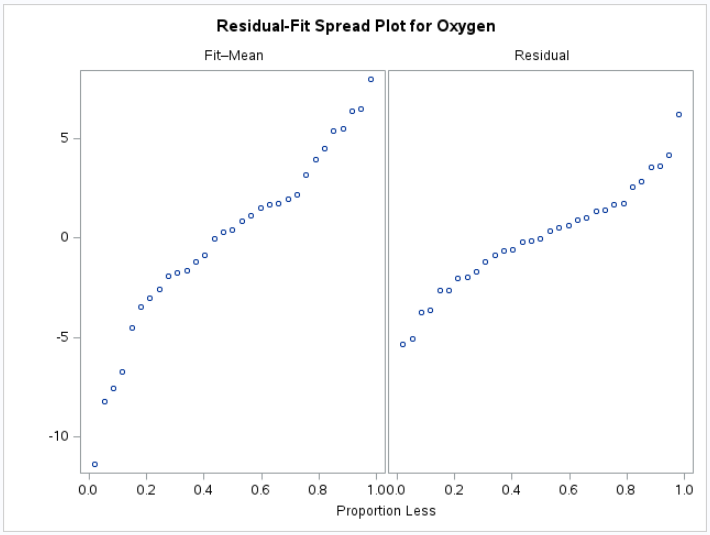 Residual-Fit Spread Plot for Oxygen
Fit–Mean Residual
5
0
-5
-10
0.0 0.2 0.4 0.6 0.8 1.0 0.0 0.2 0.4 0.6 0.8 1.0
Proportion Less